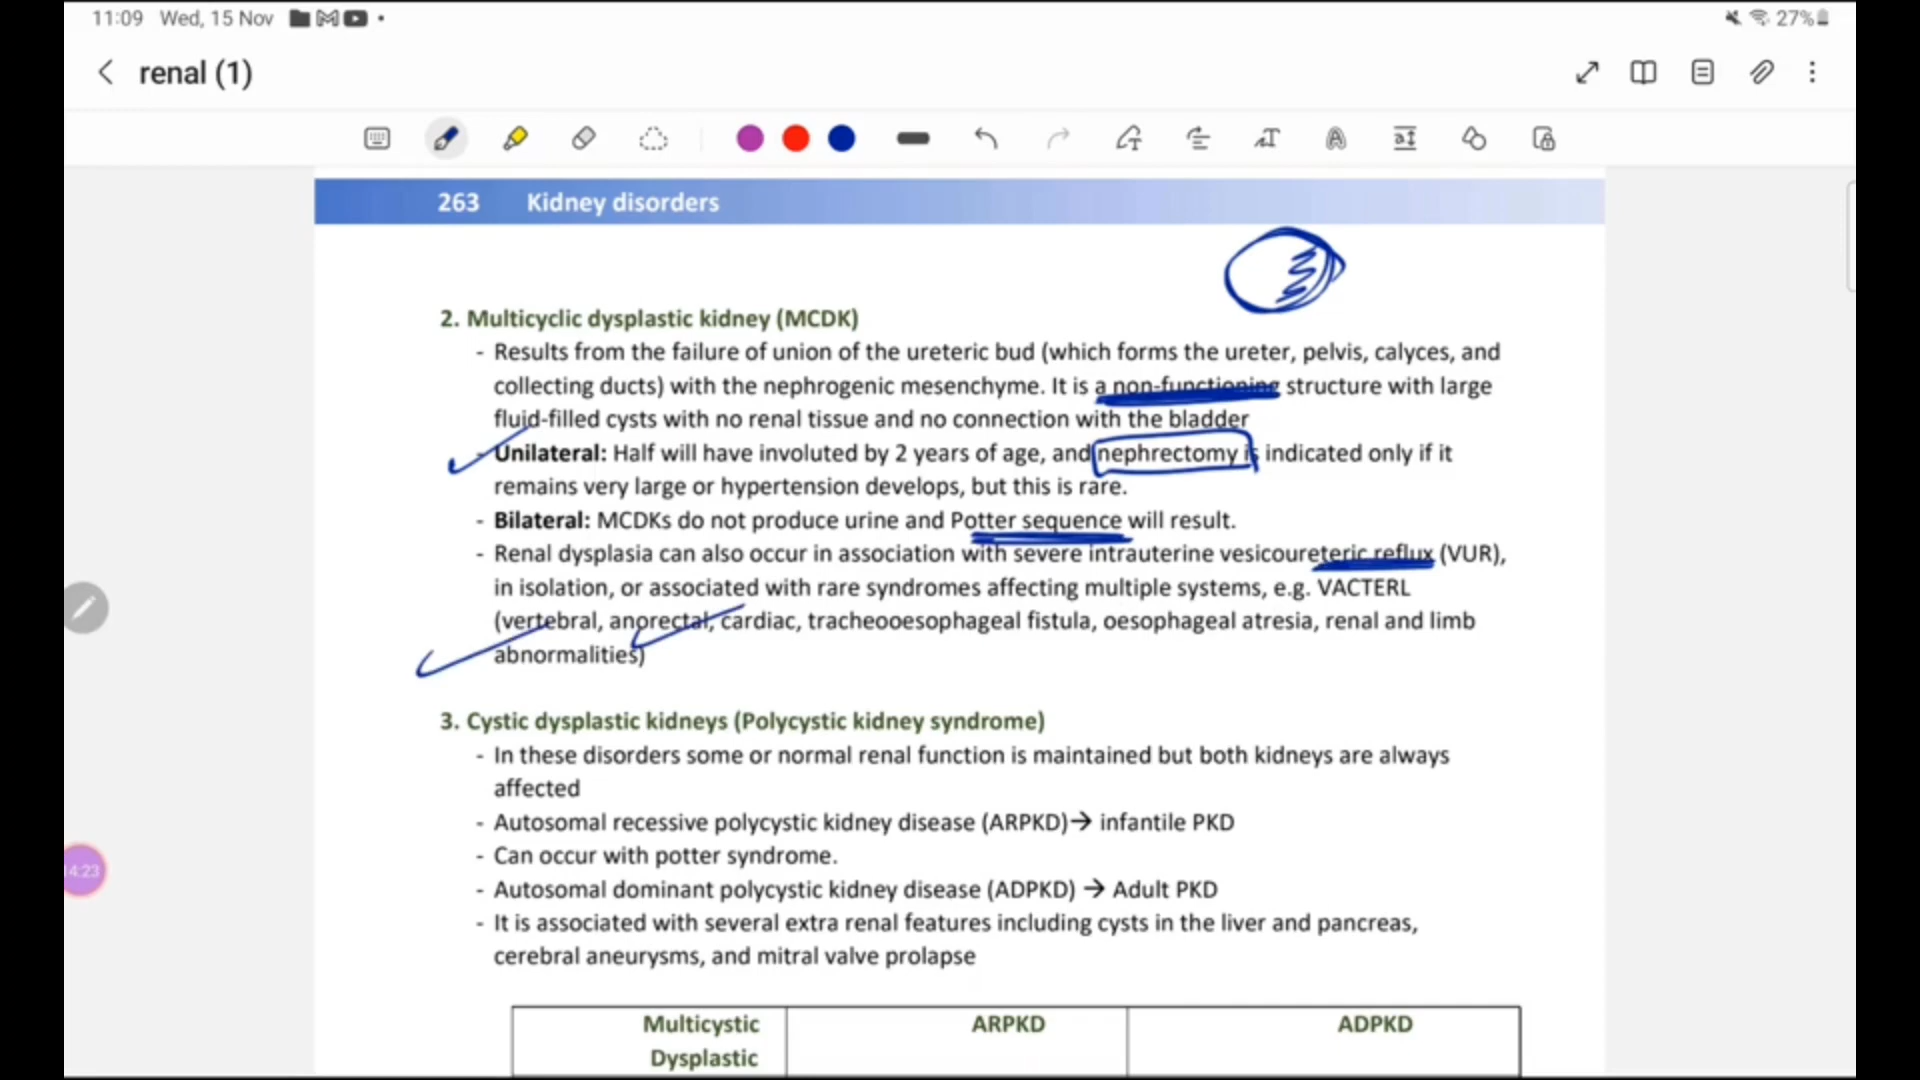 11:09 Wed, 15 Nov
27%
renal (1)
263 Kidney disorders
2. Multicyclic dysplastic kidney (MCDK)
- Results from the failure of union of the ureteric bud (which forms the ureter, pelvis, calyces, and
collecting ducts) with the nephrogenic mesenchyme. It is a non-functioning structure with large
fluid-filled cysts with no renal tissue and no connection with the bladder
- Unilateral: Half will have involuted by 2 years of age, and nephrectomy is indicated only if it
remains very large or hypertension develops, but this is rare.
- Bilateral: MCDKs do not produce urine and Potter sequence will result.
- Renal dysplasia can also occur in association with severe intrauterine vesicoureteric reflux (VUR),
in isolation, or associated with rare syndromes affecting multiple systems, e.g. VACTERL
(vertebral, anorectal, cardiac, tracheooesophageal fistula, oesophageal atresia, renal and limb
abnormalities)
14:23
3. Cystic dysplastic kidneys (Polycystic kidney syndrome)
- In these disorders some or normal renal function is maintained but both kidneys are always
affected
- Autosomal recessive polycystic kidney disease (ARPKD)→ infantile PKD
- Can occur with potter syndrome.
- Autosomal dominant polycystic kidney disease (ADPKD) → Adult PKD
- It is associated with several extra renal features including cysts in the liver and pancreas,
cerebral aneurysms, and mitral valve prolapse
Multicystic ARPKD ADPKD
Dysplastic